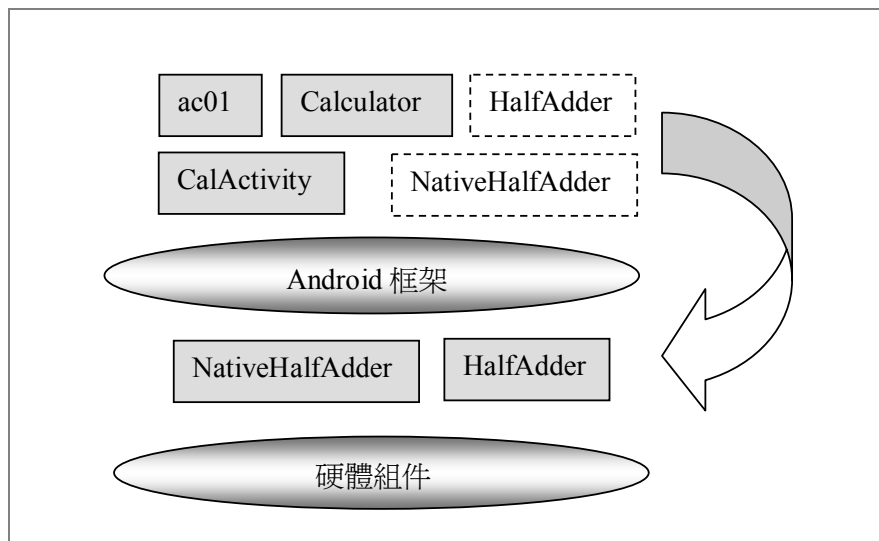 ac01 Calculator HalfAdder
CalActivity NativeHalfAdder
Android 框架
NativeHalfAdder HalfAdder
硬體組件